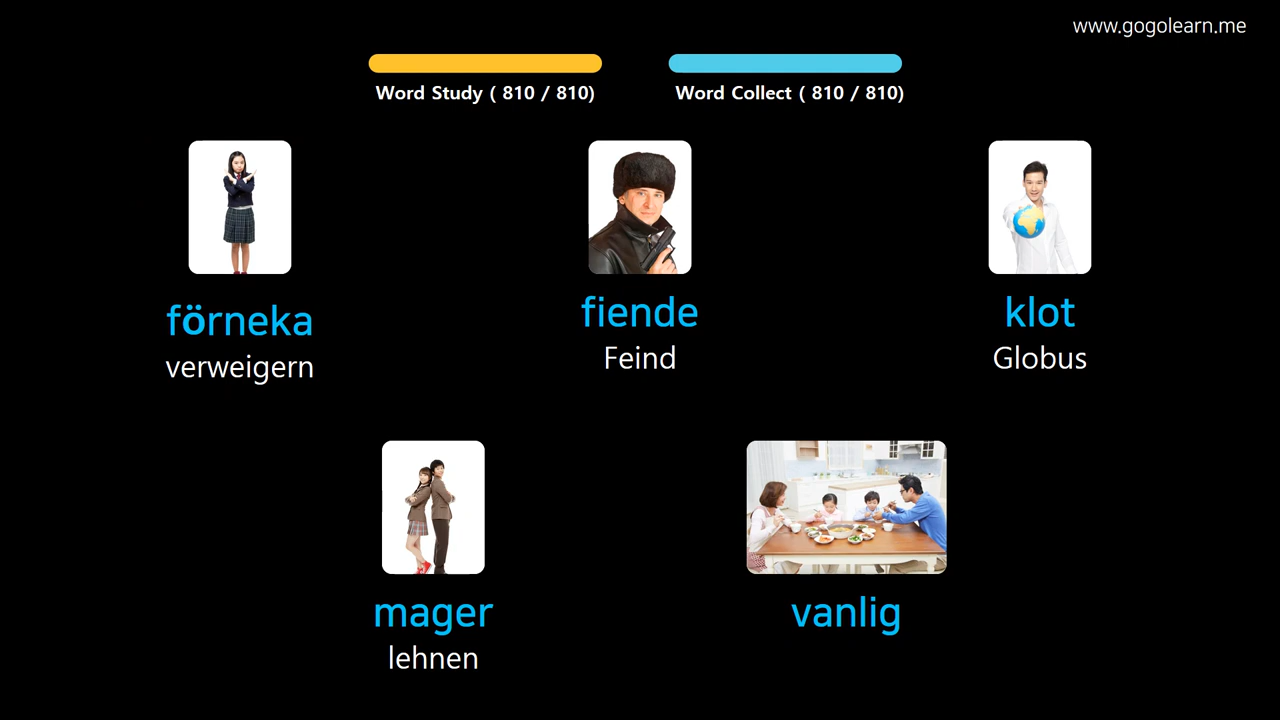 www.gogolearn.me
Word Study ( 810 / 810)
Word Collect ( 810 / 810)
förneka
verweigern
fiende
Feind
klot
Globus
mager
lehnen
vanlig